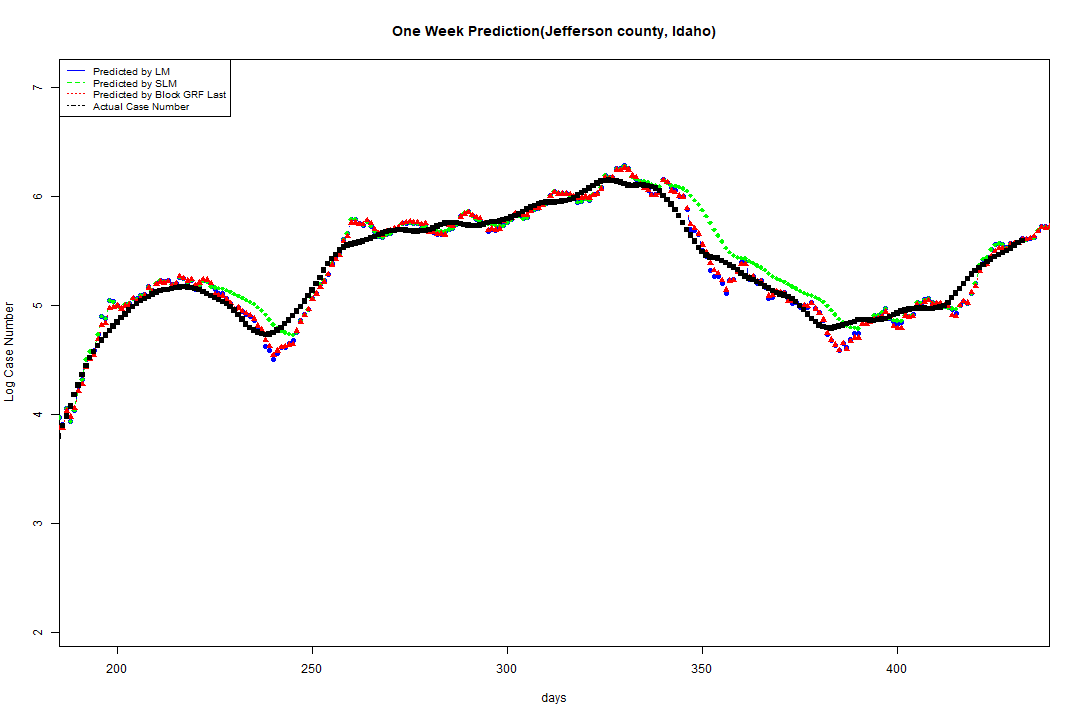 One Week Prediction(Jefferson county, Idaho)
Predicted by LM
Predicted by SLM
Predicted by Block GRF Last
Actual Case Number
7
6
5
4
3
2
Log Case Number
200 250 300 350 400
days